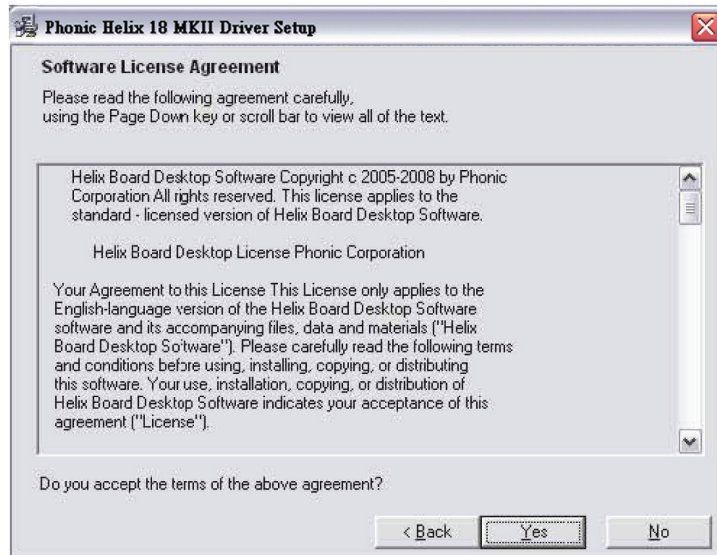 Phonic Helix 18 MKII Driver Setup
Software License Agreement
Please read the following agreement carefully,
using the Page Down key or scroll bar to view all of the text.
Helix Board Desktop Software Copyright c 2005-2008 by Phonic
Corporation All rights reserved. This license applies to the
standard - licensed version of Helix Board Desktop Software.
Helix Board Desktop License Phonic Corporation
Your Agreement to this License This License only applies to the
English-language version of the Helix Board Desktop Software
software and its accompanying files, data and materials ("Helix
Board Desktop Software"). Please carefully read the following terms
and conditions before using, installing, copying, or distributing
this software. Your use, installation, copying, or distribution of
Helix Board Desktop Software indicates your acceptance of this
agreement ("License").
Do you accept the terms of the above agreement?
< Back
Yes
No